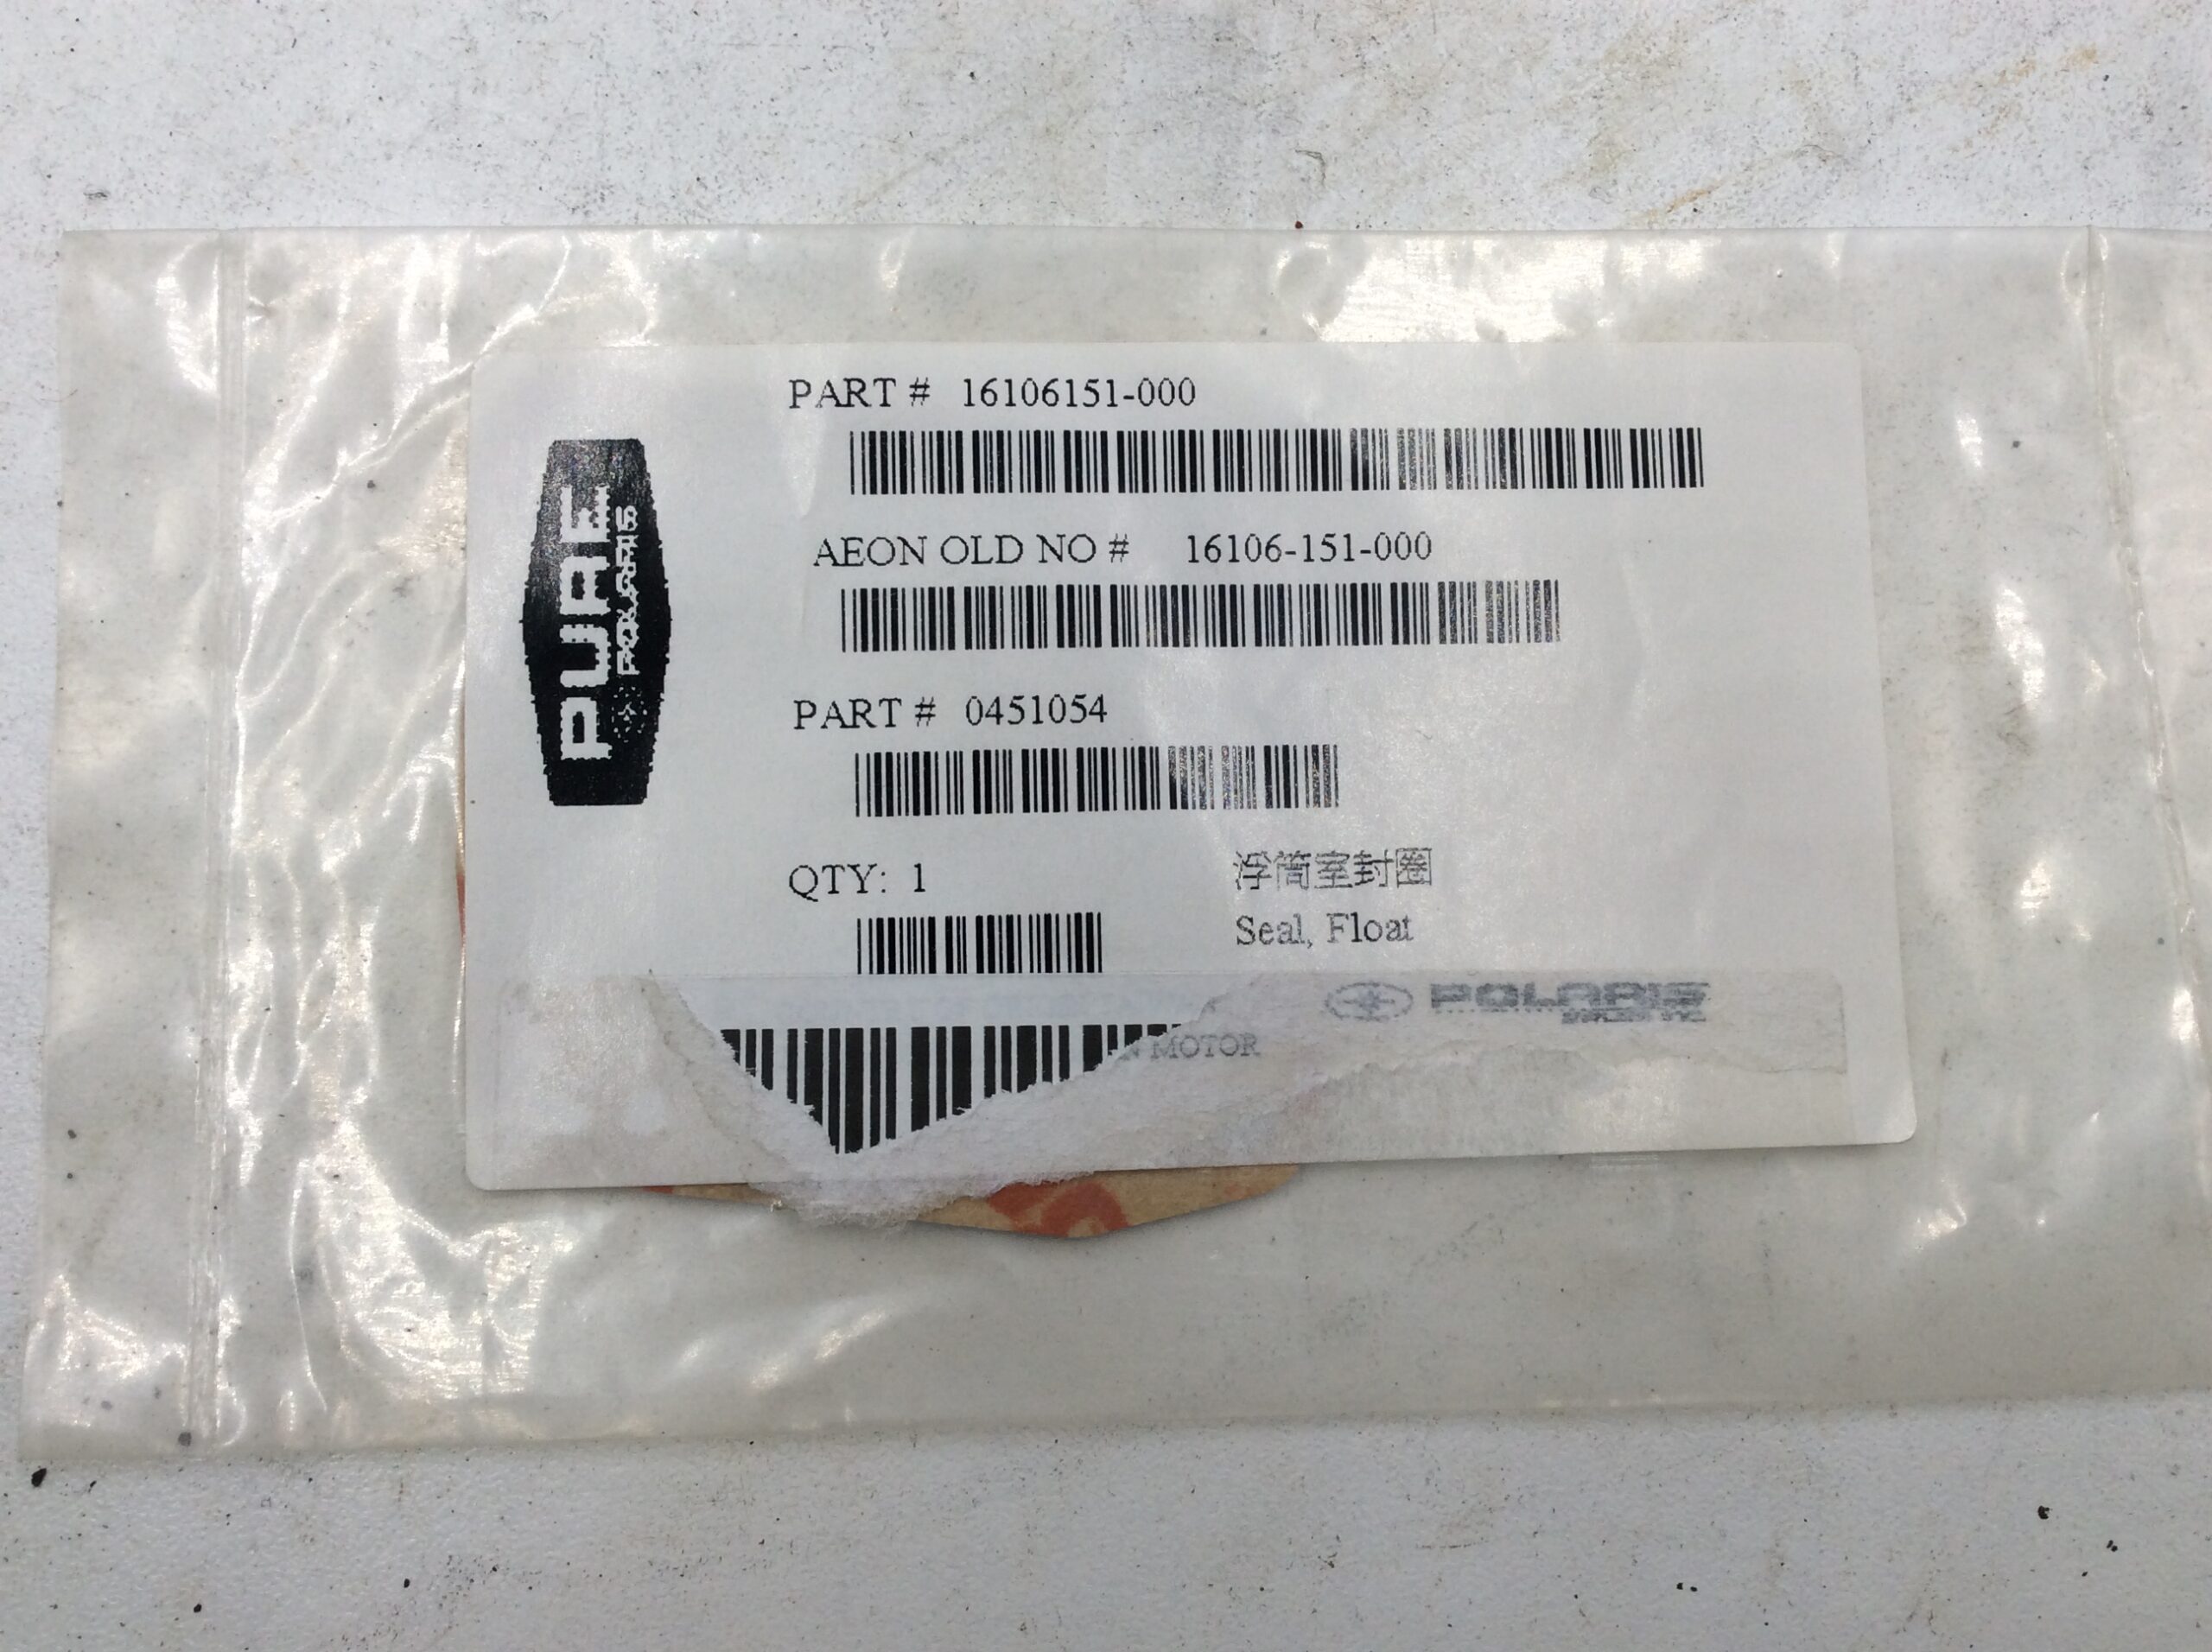 PURE
POLARIS
PART # 16106151-000
AEON OLD NO # 16106-151-000
PART # 0451054
QTY: 1
浮筒室封圈
Seal, Float
POLARIS
MOTOR